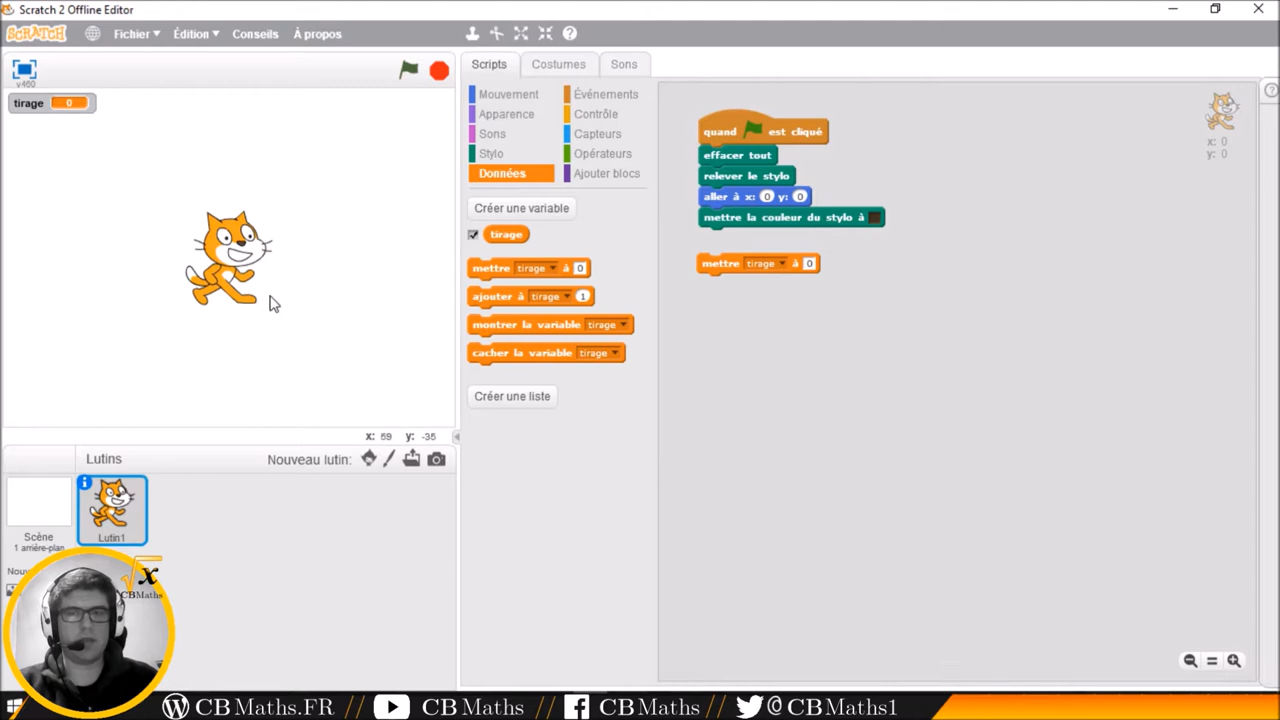 Scratch 2 Offline Editor
SCRATCH
Fichier
Édition
Conseils
À propos
v460
Scripts
Costumes
Sons
tirage 0
Mouvement
Événements
Apparence
Contrôle
Sons
Capteurs
Stylo
Opérateurs
Données
Ajouter blocs
Créer une variable
tirage
mettre tirage à 0
ajouter à tirage 1
montrer la variable tirage
cacher la variable tirage
Créer une liste
quand est cliqué
effacer tout
relever le stylo
aller à x: 0 y: 0
mettre la couleur du stylo à
mettre tirage à 0
x: 0
y: 0
x: 59 y: -35
Lutins
Nouveau lutin:
Scène
1 arrière-plan
Lutin1
√x
CBMaths
CBMaths.FR // CBMaths // CBMaths // @CBMaths1